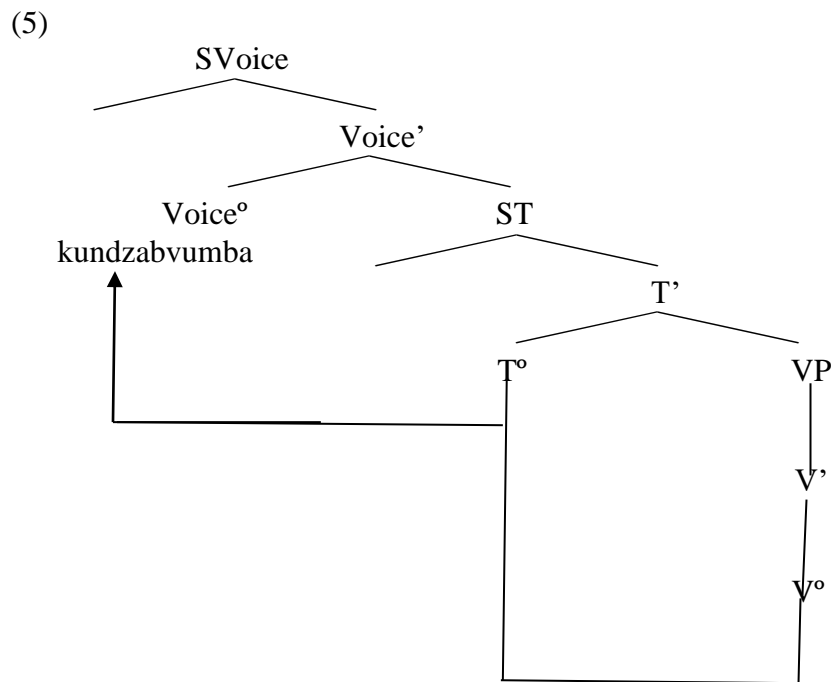 (5)
SVoice
Voice’
Voiceº ST
kundzabvumba
T’
Tº VP
V’
Vº